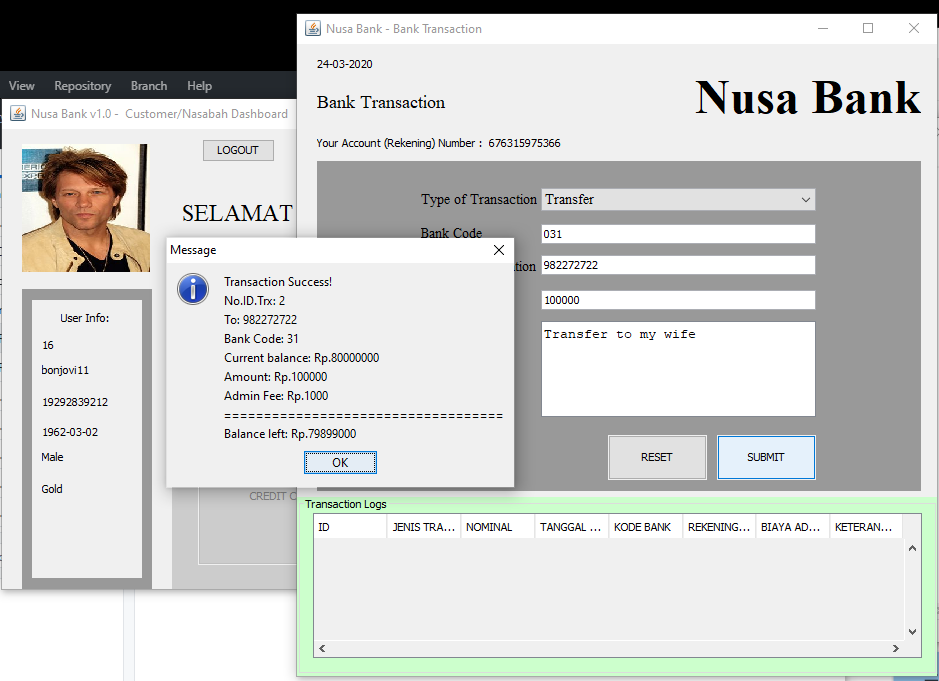 View Repository Branch Help
Nusa Bank v1.0 - Customer/Nasabah Dashboard
LOGOUT
SELAMAT
User Info:
16
bonjovi11
19292839212
1962-03-02
Male
Gold
CREDIT C
Nusa Bank - Bank Transaction
24-03-2020
Nusa Bank
Bank Transaction
Your Account (Rekening) Number : 676315975366
Type of Transaction Transfer
Bank Code 031
tion 982272722
100000
Transfer to my wife
RESET SUBMIT
Message
Transaction Success!
No.ID.Trx: 2
To: 982272722
Bank Code: 31
Current balance: Rp.80000000
Amount: Rp.100000
Admin Fee: Rp.1000
===================================
Balance left: Rp.79899000
OK
Transaction Logs
ID JENIS TRA... NOMINAL TANGGAL ... KODE BANK REKENING... BIAYA AD... KETERAN...